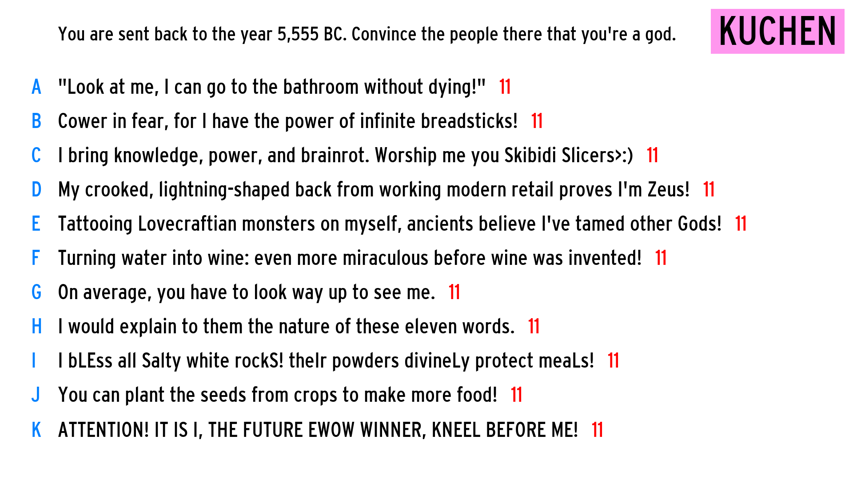 You are sent back to the year 5,555 BC. Convince the people there that you're a god.
KUCHEN
A "Look at me, I can go to the bathroom without dying!" 11
B Cower in fear, for I have the power of infinite breadsticks! 11
C I bring knowledge, power, and brainrot. Worship me you Skibidi Slicers>:) 11
D My crooked, lightning-shaped back from working modern retail proves I'm Zeus! 11
E Tattooing Lovecraftian monsters on myself, ancients believe I've tamed other Gods! 11
F Turning water into wine: even more miraculous before wine was invented! 11
G On average, you have to look way up to see me. 11
H I would explain to them the nature of these eleven words. 11
I I bLEss all Salty white rockS! theIr powders divineLy protect meaLs! 11
J You can plant the seeds from crops to make more food! 11
K ATTENTION! IT IS I, THE FUTURE EWOW WINNER, KNEEL BEFORE ME! 11